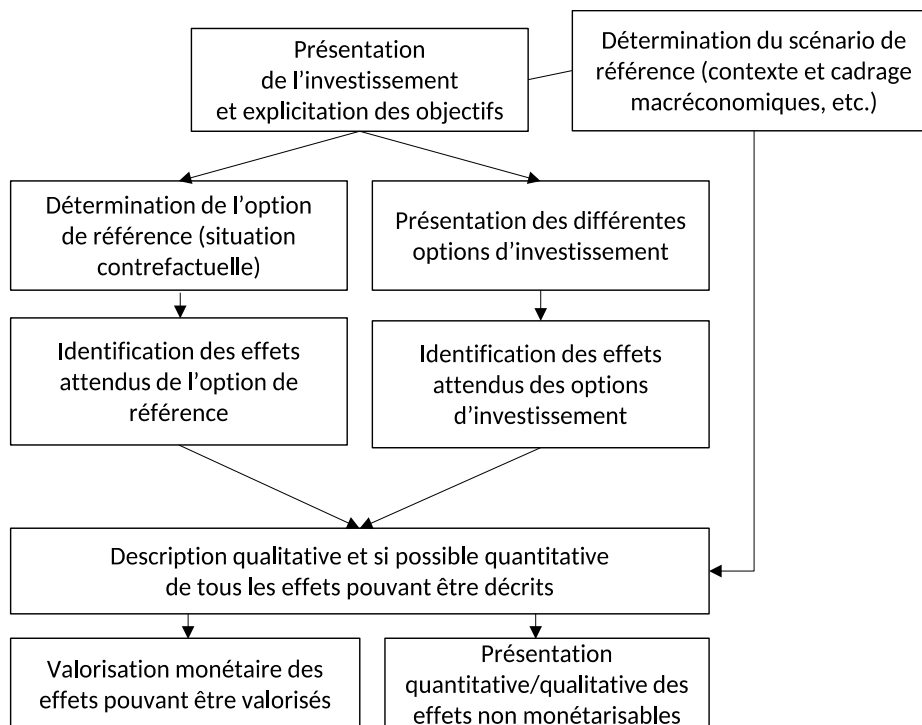 Présentation
de l'investissement
et explicitation des objectifs
Détermination du scénario de
référence (contexte et cadrage
macréconomiques, etc.)
Détermination de l'option
de référence (situation
contrefactuelle)
Présentation des différentes
options d'investissement
Identification des effets
attendus de l'option de
référence
Identification des effets
attendus des options
d'investissement
Description qualitative et si possible quantitative
de tous les effets pouvant être décrits
Valorisation monétaire des
effets pouvant être valorisés
Présentation
quantitative/qualitative des
effets non monétarisables